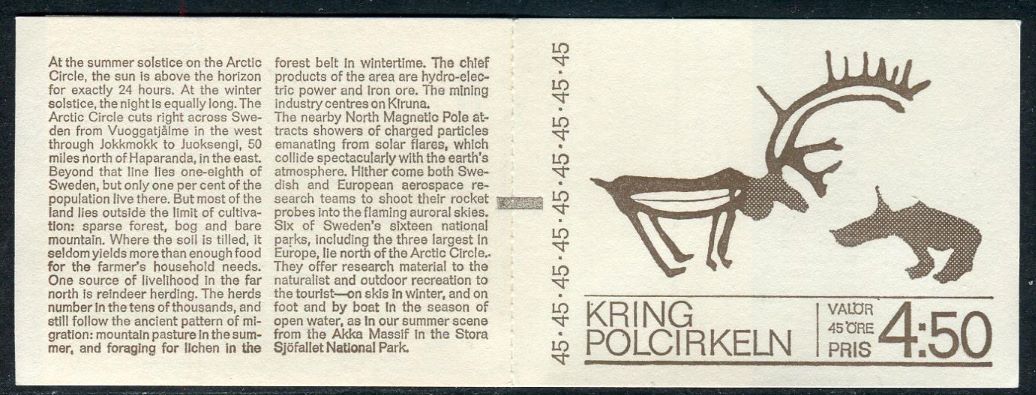 At the summer solstice on the Arctic
Circle, the sun is above the horizon
for exactly 24 hours. At the winter
solstice, the night is equally long. The
Arctic Circle cuts right across Swe-
den from Vuoggatjålme in the west
through Jokkmokk to Juoksengi, 50
miles north of Haparanda, in the east.
Beyond that line lies one-eighth of
Sweden, but only one per cent of the
population live there. But most of the
land lies outside the limit of cultiva-
tion: sparse forest, bog and bare
mountain. Where the soil is tilled, it
seldom yields more than enough food
for the farmer's household needs.
One source of livelihood in the far
north is reindeer herding. The herds
number in the tens of thousands, and
still follow the ancient pattern of mi-
gration: mountain pasture in the sum-
mer, and foraging for lichen in the
forest belt in wintertime. The chief
products of the area are hydro-elec-
tric power and iron ore. The mining
industry centres on Kiruna.
The nearby North Magnetic Pole at-
tracts showers of charged particles
emanating from solar flares, which
collide spectacularly with the earth's
atmosphere. Hither come both Swe-
dish and European aerospace re-
search teams to shoot their rocket
probes into the flaming auroral skies.
Six of Sweden's sixteen national
parks, including the three largest in
Europe, lie north of the Arctic Circle.
They offer research material to the
naturalist and outdoor recreation to
the tourist—on skis in winter, and on
foot and by boat in the season of
open water, as in our summer scene
from the Akka Massif in the Stora
Sjöfallet National Park.
45·45·45·45·45·45·45·45·45·45
KRING
POLCIRKELN
VALÖR
45 ÖRE
PRIS
4:50